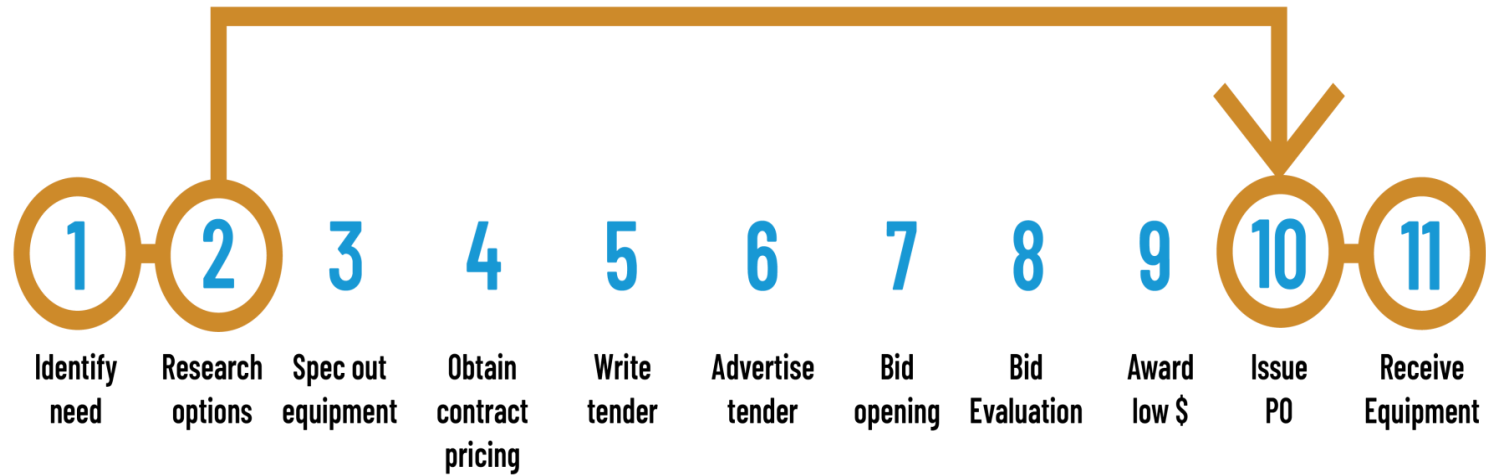 1 2 3 4 5 6 7 8 9 10 11
Identify
need
Research
options
Spec out
equipment
Obtain
contract
pricing
Write
tender
Advertise
tender
Bid
opening
Bid
Evaluation
Award
low $
Issue
PO
Receive
Equipment